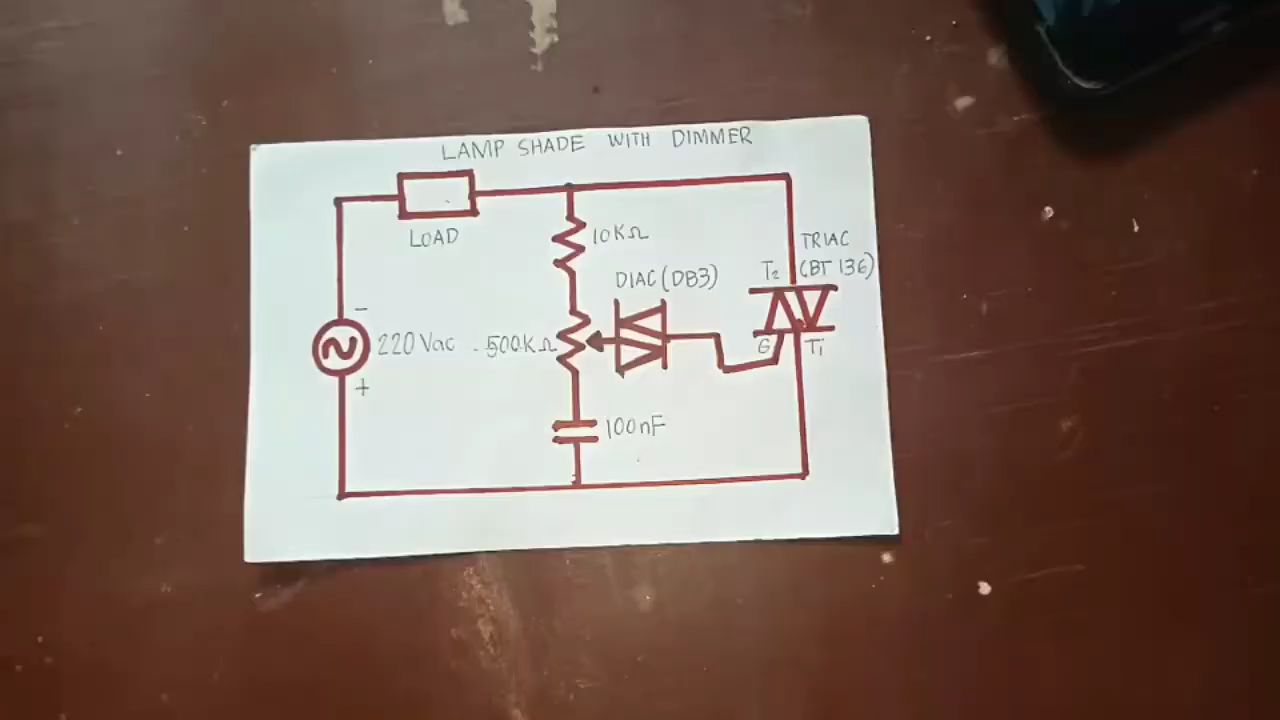 LAMP SHADE WITH DIMMER
LOAD
10KΩ
TRIAC
(BT 136)
T2
DIAC (DB3)
-
220 Vac
500KΩ
G
T1
+
100nF